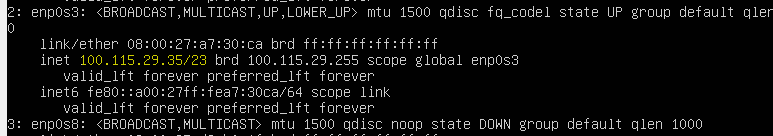 2: enp0s3: <BROADCAST,MULTICAST,UP,LOWER_UP> mtu 1500 qdisc fq_codel state UP group default qlen
0
link/ether 08:00:27:a7:30:ca brd ff:ff:ff:ff:ff:ff
inet 100.115.29.35/23 brd 100.115.29.255 scope global enp0s3
valid_lft forever preferred_lft forever
inet6 fe80::a00:27ff:fea7:30ca/64 scope link
valid_lft forever preferred_lft forever
3: enp0s8: <BROADCAST,MULTICAST> mtu 1500 qdisc noop state DOWN group default qlen 1000